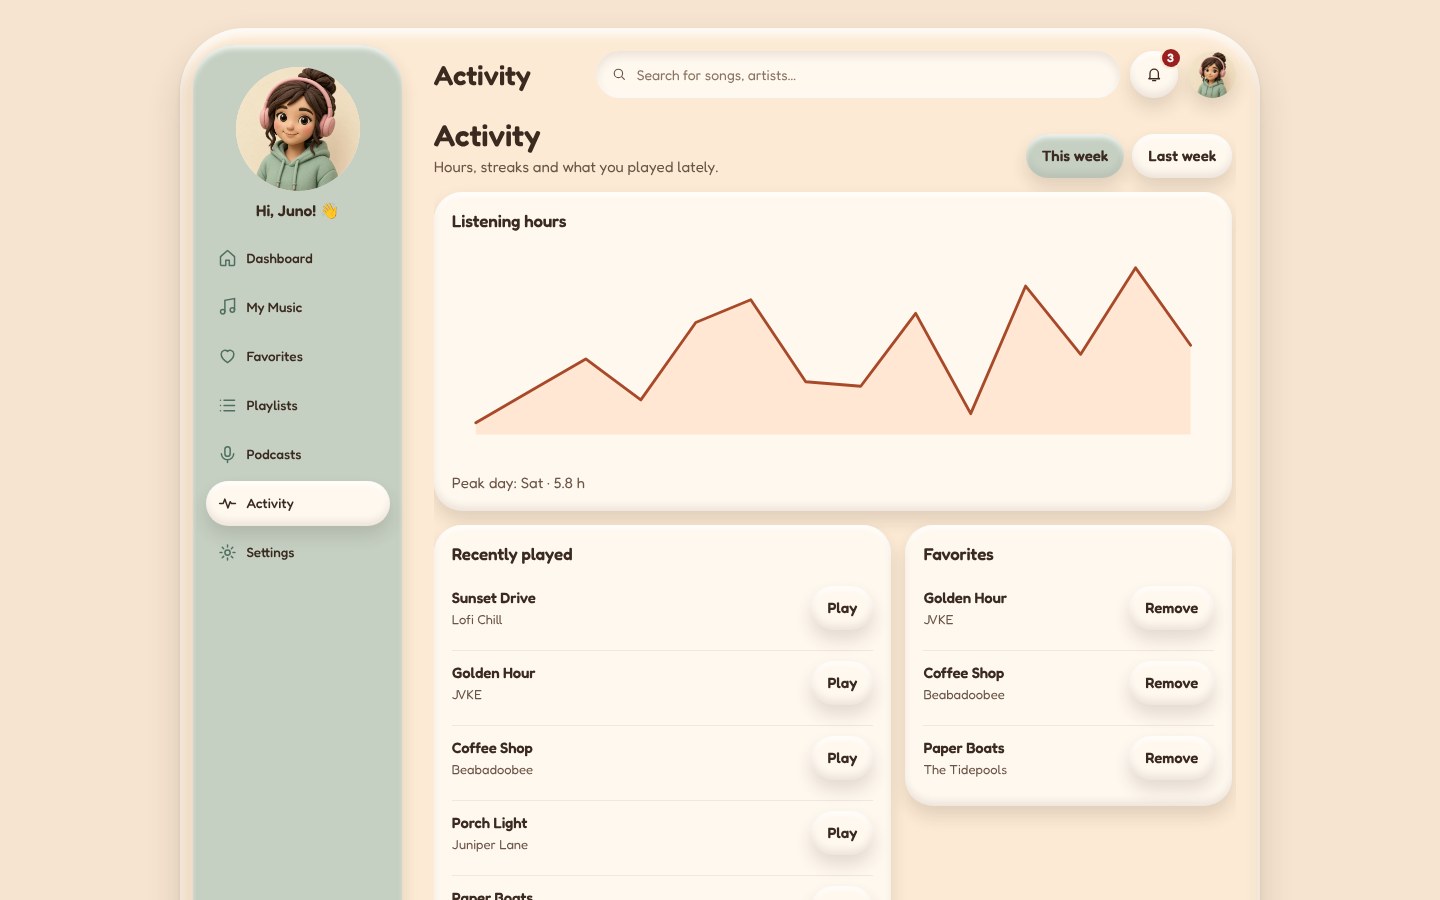 Hi, Juno! 👋
Dashboard
My Music
Favorites
Playlists
Podcasts
Activity
Settings
Activity
Search for songs, artists...
3
Activity
Hours, streaks and what you played lately.
This week
Last week
Listening hours
Peak day: Sat · 5.8 h
Recently played
Sunset Drive
Lofi Chill
Play
Golden Hour
JVKE
Play
Coffee Shop
Beabadoobee
Play
Porch Light
Juniper Lane
Play
Paper Boats
Favorites
Golden Hour
JVKE
Remove
Coffee Shop
Beabadoobee
Remove
Paper Boats
The Tidepools
Remove